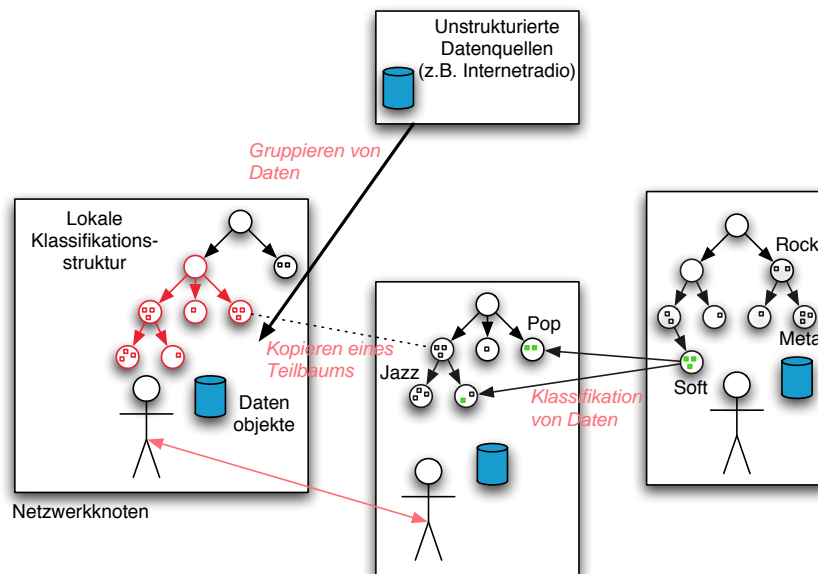 Unstrukturierte
Datenquellen
(z.B. Internetradio)
Gruppieren von
Daten
Lokale
Klassifikations-
struktur
Rock
Pop
Kopieren eines
Teilbaums
Jazz
Meta
Soft
Klassifikation
von Daten
Daten
objekte
Netzwerkknoten